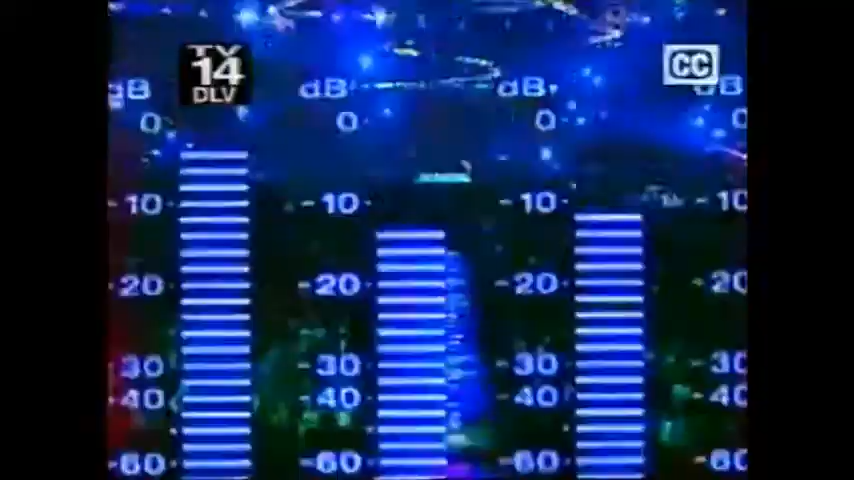 TV
14
DLV
CC
dB dB dB dB
0 0 0 0
-10 -10 -10 -10
-20 -20 -20 -20
-30 -30 -30 -30
-40 -40 -40 -40
-60 -60 -60 -60